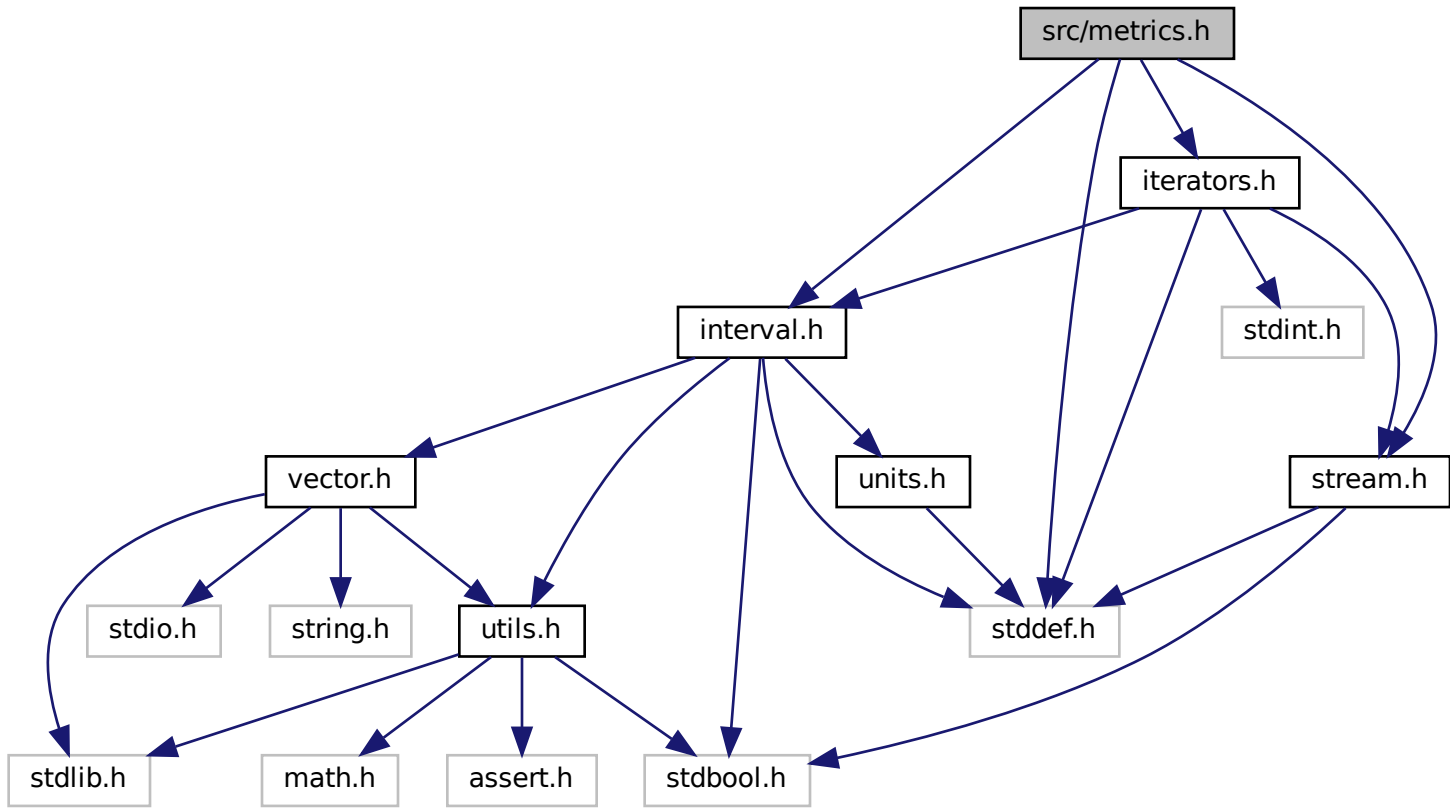 src/metrics.h
iterators.h
interval.h
stdint.h
vector.h
units.h
stream.h
stdio.h
string.h
utils.h
stddef.h
stdlib.h
math.h
assert.h
stdbool.h